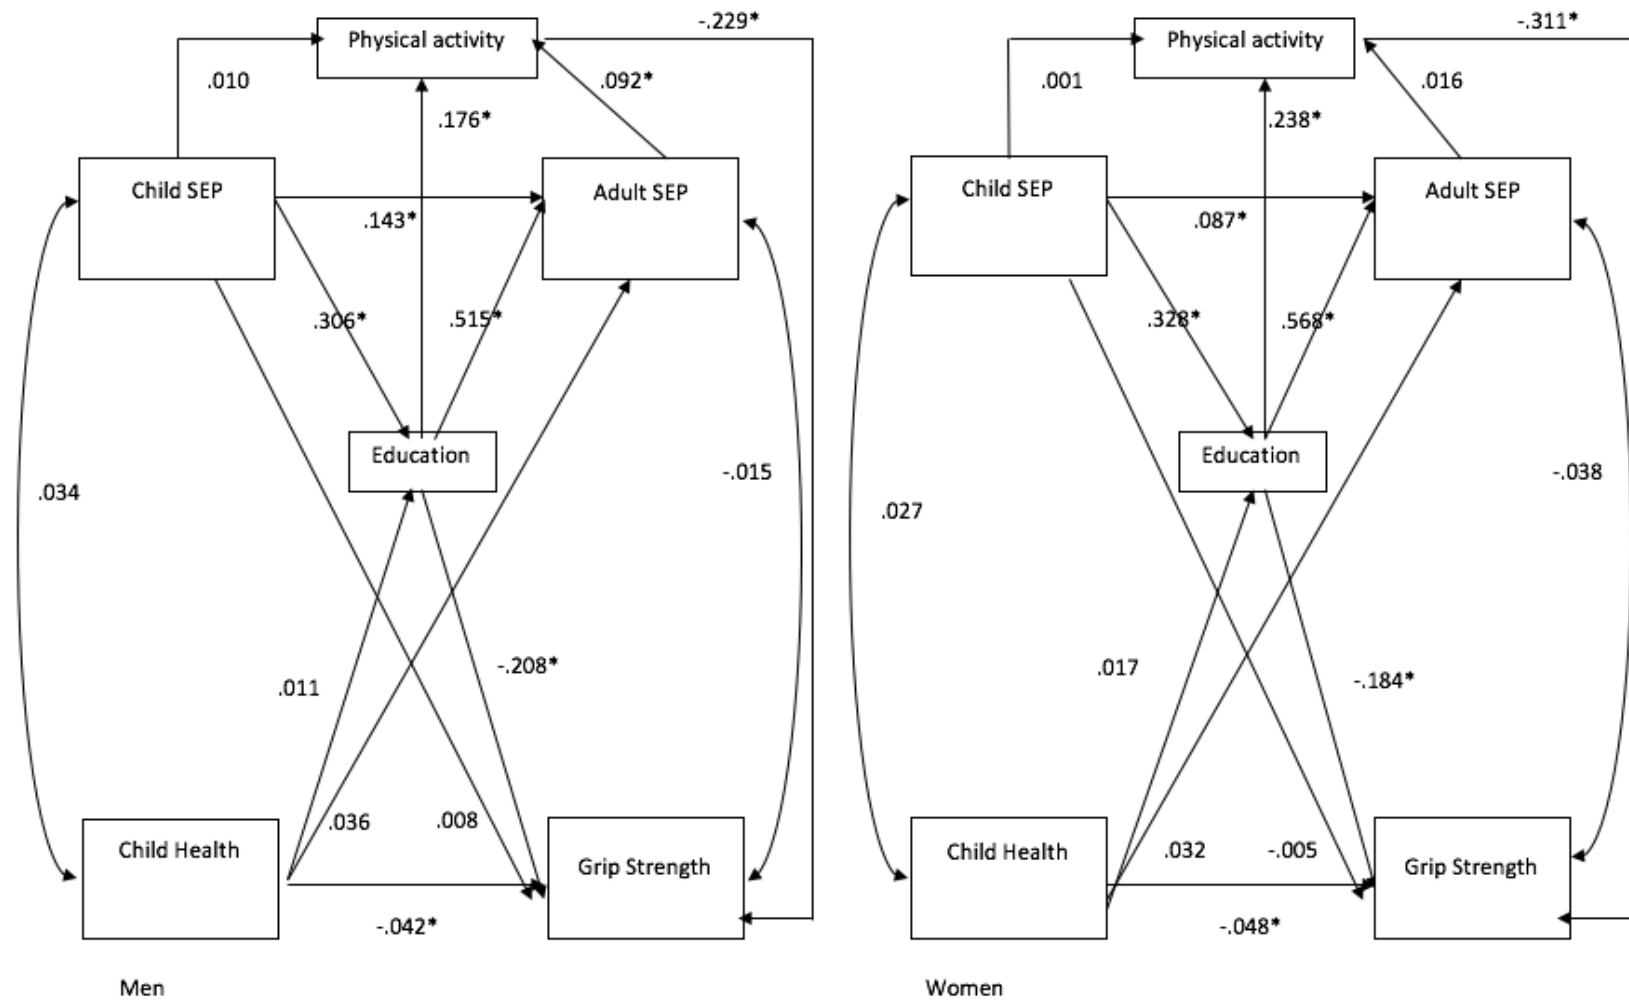 -.229*
Physical activity
.010
.092*
.176*
Child SEP
Adult SEP
.143*
.306*
.515*
Education
.034
-.015
.011
-.208*
.036
.008
Child Health
Grip Strength
-.042*
Men
-.311*
Physical activity
.001
.016
.238*
Child SEP
Adult SEP
.087*
.328*
.568*
Education
.027
-.038
.017
-.184*
.032
-.005
Child Health
Grip Strength
-.048*
Women